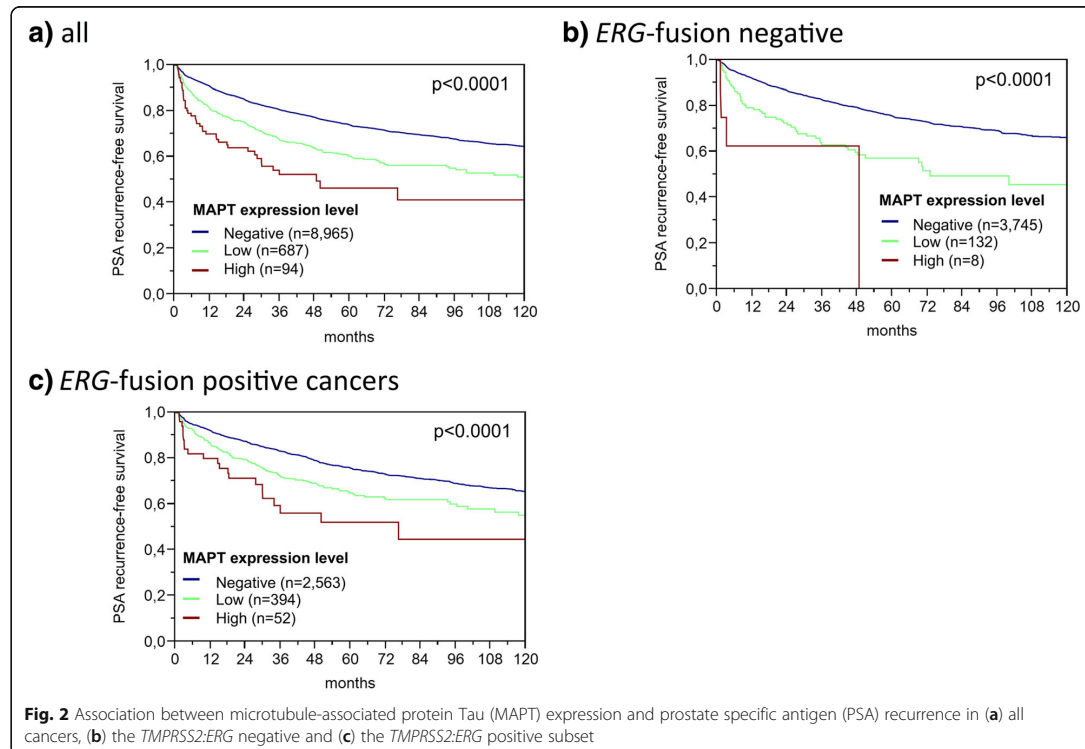 a) all
1,0
0,8
0,6
0,4
0,2
0,0
PSA recurrence-free survival
p<0.0001
MAPT expression level
Negative (n=8,965)
Low (n=687)
High (n=94)
0 12 24 36 48 60 72 84 96 108 120
months
b) ERG-fusion negative
1,0
0,8
0,6
0,4
0,2
0,0
PSA recurrence-free survival
p<0.0001
MAPT expression level
Negative (n=3,745)
Low (n=132)
High (n=8)
0 12 24 36 48 60 72 84 96 108 120
months
c) ERG-fusion positive cancers
1,0
0,8
0,6
0,4
0,2
0,0
PSA recurrence-free survival
p<0.0001
MAPT expression level
Negative (n=2,563)
Low (n=394)
High (n=52)
0 12 24 36 48 60 72 84 96 108 120
months
Fig. 2 Association between microtubule-associated protein Tau (MAPT) expression and prostate specific antigen (PSA) recurrence in (a) all
cancers, (b) the TMPRSS2:ERG negative and (c) the TMPRSS2:ERG positive subset